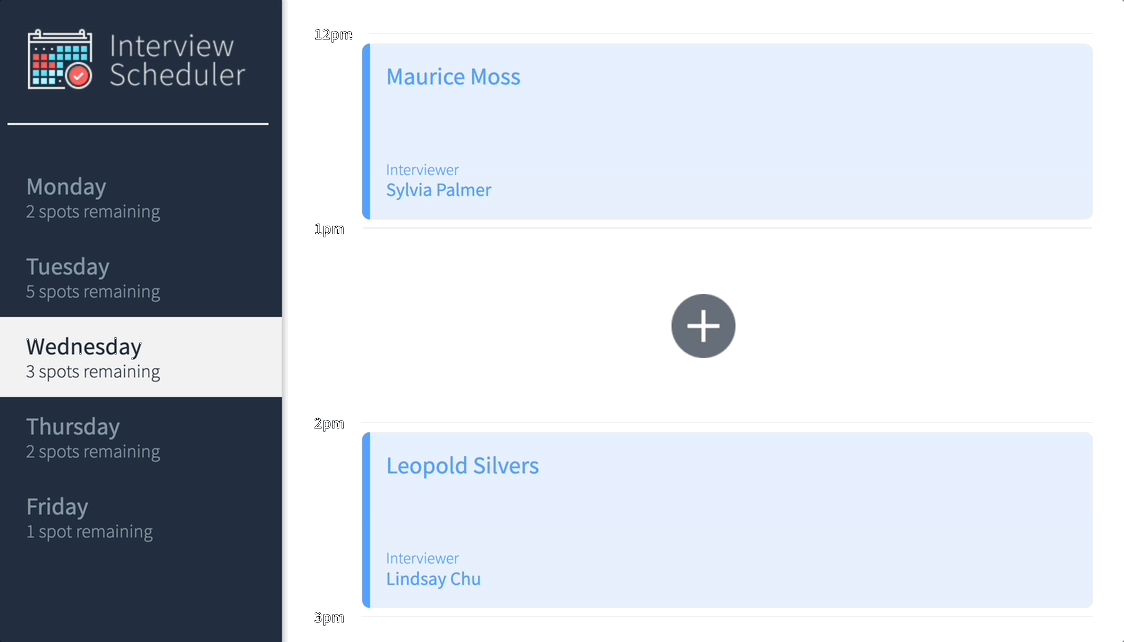 Interview
Scheduler
Monday
2 spots remaining
Tuesday
5 spots remaining
Wednesday
3 spots remaining
Thursday
2 spots remaining
Friday
1 spot remaining
12pm
Maurice Moss
Interviewer
Sylvia Palmer
1pm
2pm
Leopold Silvers
Interviewer
Lindsay Chu
3pm